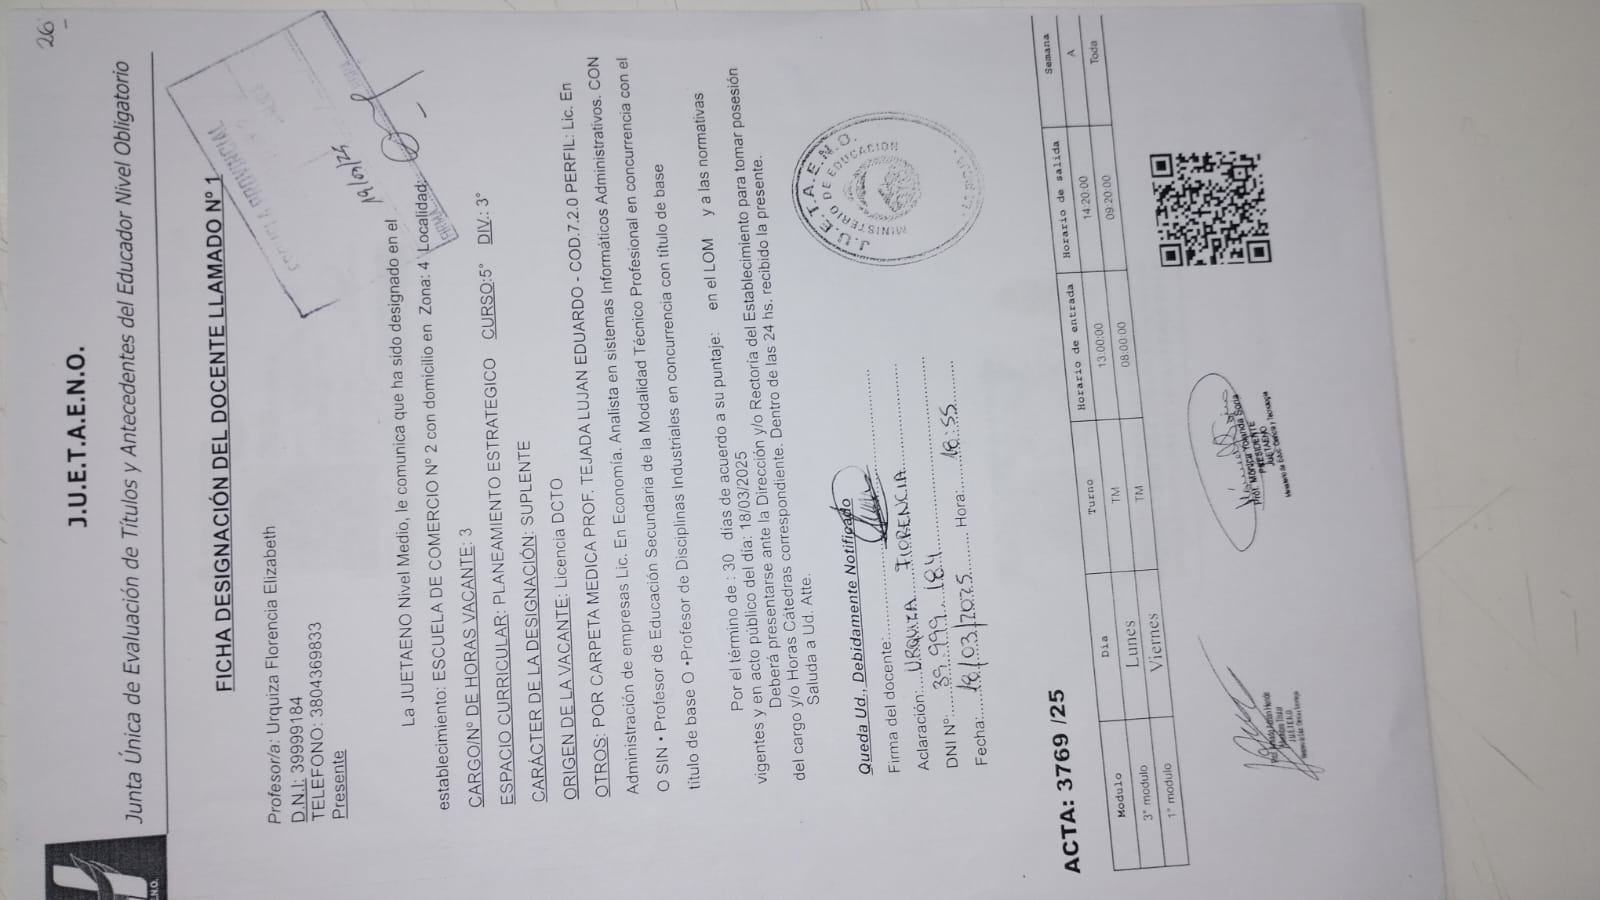 26
J.U.E.T.A.E.N.O.
Junta Única de Evaluación de Títulos y Antecedentes del Educador Nivel Obligatorio
FICHA DESIGNACIÓN DEL DOCENTE LLAMADO Nº 1
Profesor/a: Urquiza Florencia Elizabeth
D.N.I: 39999184
TELEFONO: 3804369833
Presente
La JUETAENO Nivel Medio, le comunica que ha sido designado en el
establecimiento: ESCUELA DE COMERCIO Nº 2 con domicilio en Zona: 4 Localidad:
CARGO/Nº DE HORAS VACANTE: 3
ESPACIO CURRICULAR: PLANEAMIENTO ESTRATEGICO CURSO:5° DIV.: 3°
CARÁCTER DE LA DESIGNACIÓN: SUPLENTE
ORIGEN DE LA VACANTE: Licencia DCTO
OTROS: POR CARPETA MEDICA PROF. TEJADA LUJAN EDUARDO - COD.7.2.0 PERFIL: Lic. En
Administración de empresas Lic. En Economía. Analista en sistemas Informáticos Administrativos. CON
O SIN • Profesor de Educación Secundaria de la Modalidad Técnico Profesional en concurrencia con el
título de base O •Profesor de Disciplinas Industriales en concurrencia con título de base
Por el término de : 30 días de acuerdo a su puntaje: en el LOM y a las normativas
vigentes y en acto público del día: 18/03/2025
Deberá presentarse ante la Dirección y/o Rectoría del Establecimiento para tomar posesión
del cargo y/o Horas Cátedras correspondiente. Dentro de las 24 hs. recibido la presente.
Saluda a Ud. Atte.
Queda Ud., Debidamente Notificado
Firma del docente:
Aclaración: URQUIZA FLORENCIA
DNI Nº: 39.999.184
Fecha: 18/03/2025 Hora: 18:55
J.U.E.T.A.E.N.O.
MINISTERIO DE EDUCACION
ACTA: 3769 /25
Modulo Dia Turno Horario de entrada Horario de salida Semana
3° modulo Lunes TM 13:00:00 14:20:00 A
1° modulo Viernes TM 08:00:00 09:20:00 Toda
Prof. Mónica Yolanda Soria
PRESIDENTE
JUETAENO